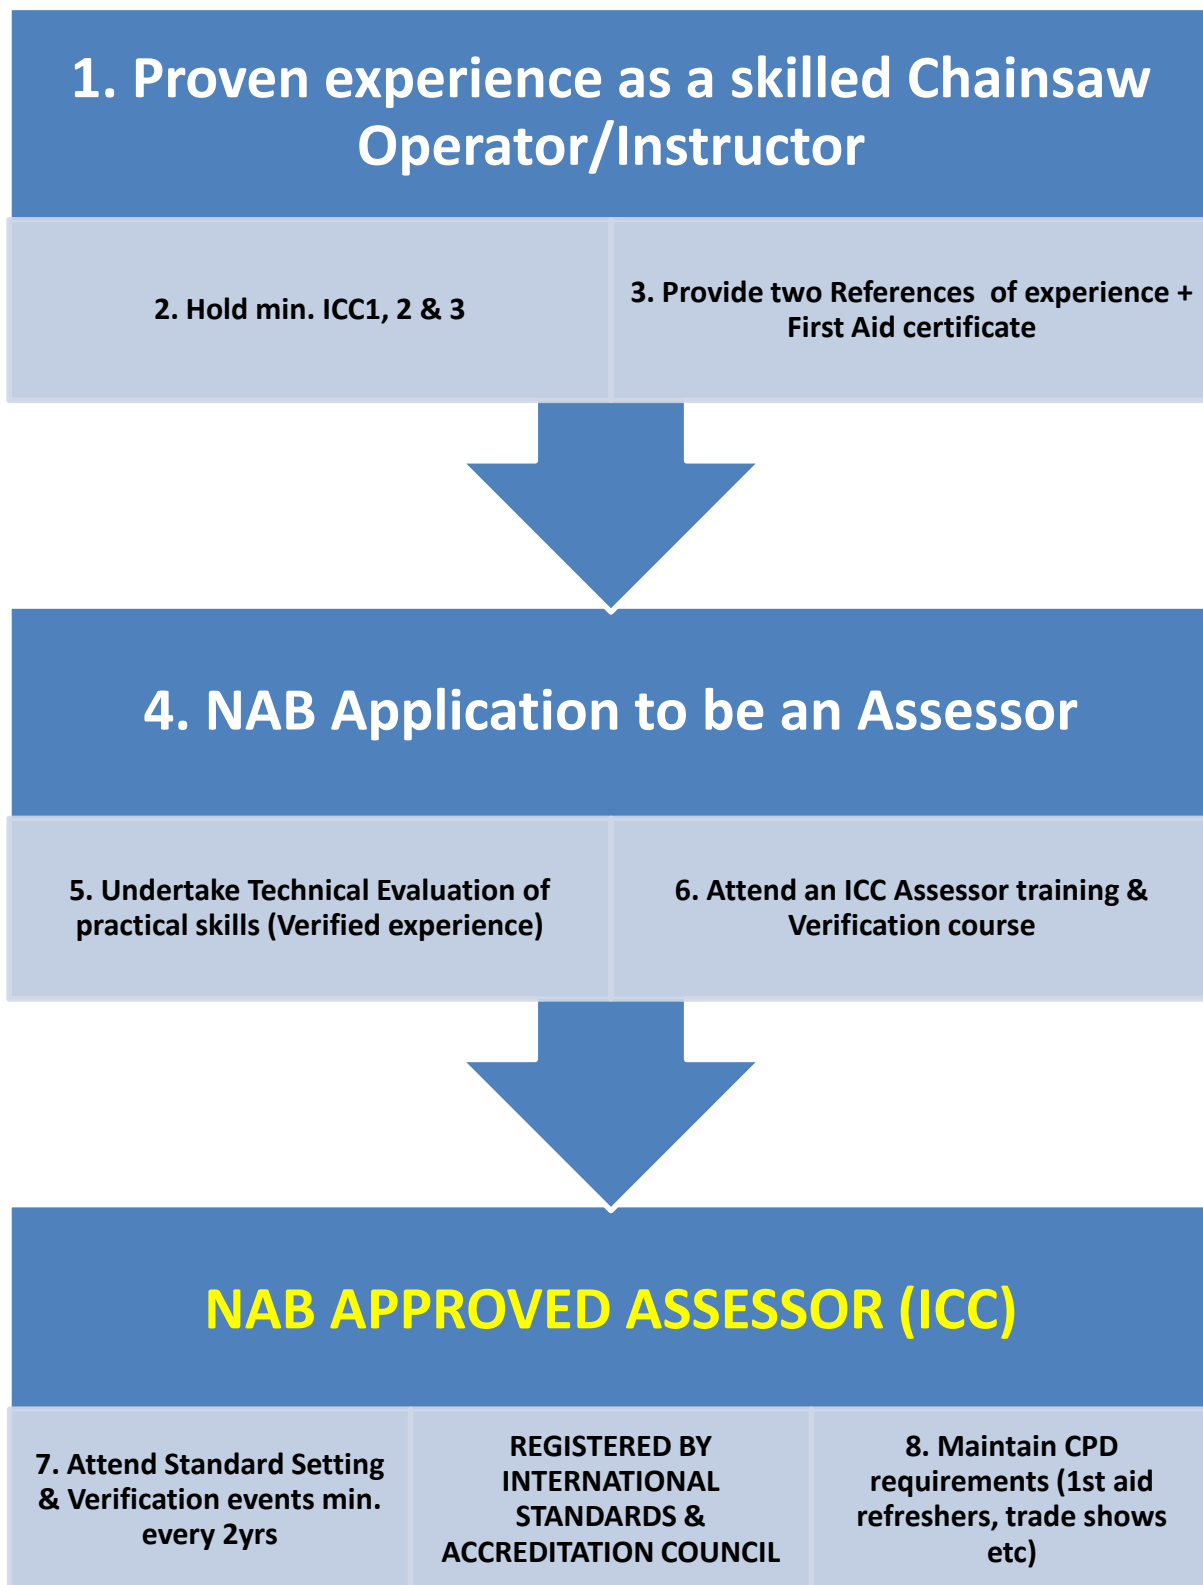 1. Proven experience as a skilled Chainsaw
Operator/Instructor
2. Hold min. ICC1, 2 & 3
3. Provide two References  of experience +
First Aid certificate
4. NAB Application to be an Assessor
5. Undertake Technical Evaluation of
practical skills (Verified experience)
6. Attend an ICC Assessor training &
Verification course
NAB APPROVED ASSESSOR (ICC)
7. Attend Standard Setting
& Verification events min.
every 2yrs
REGISTERED BY
INTERNATIONAL
STANDARDS &
ACCREDITATION COUNCIL
8. Maintain CPD
requirements (1st aid
refreshers, trade shows
etc)